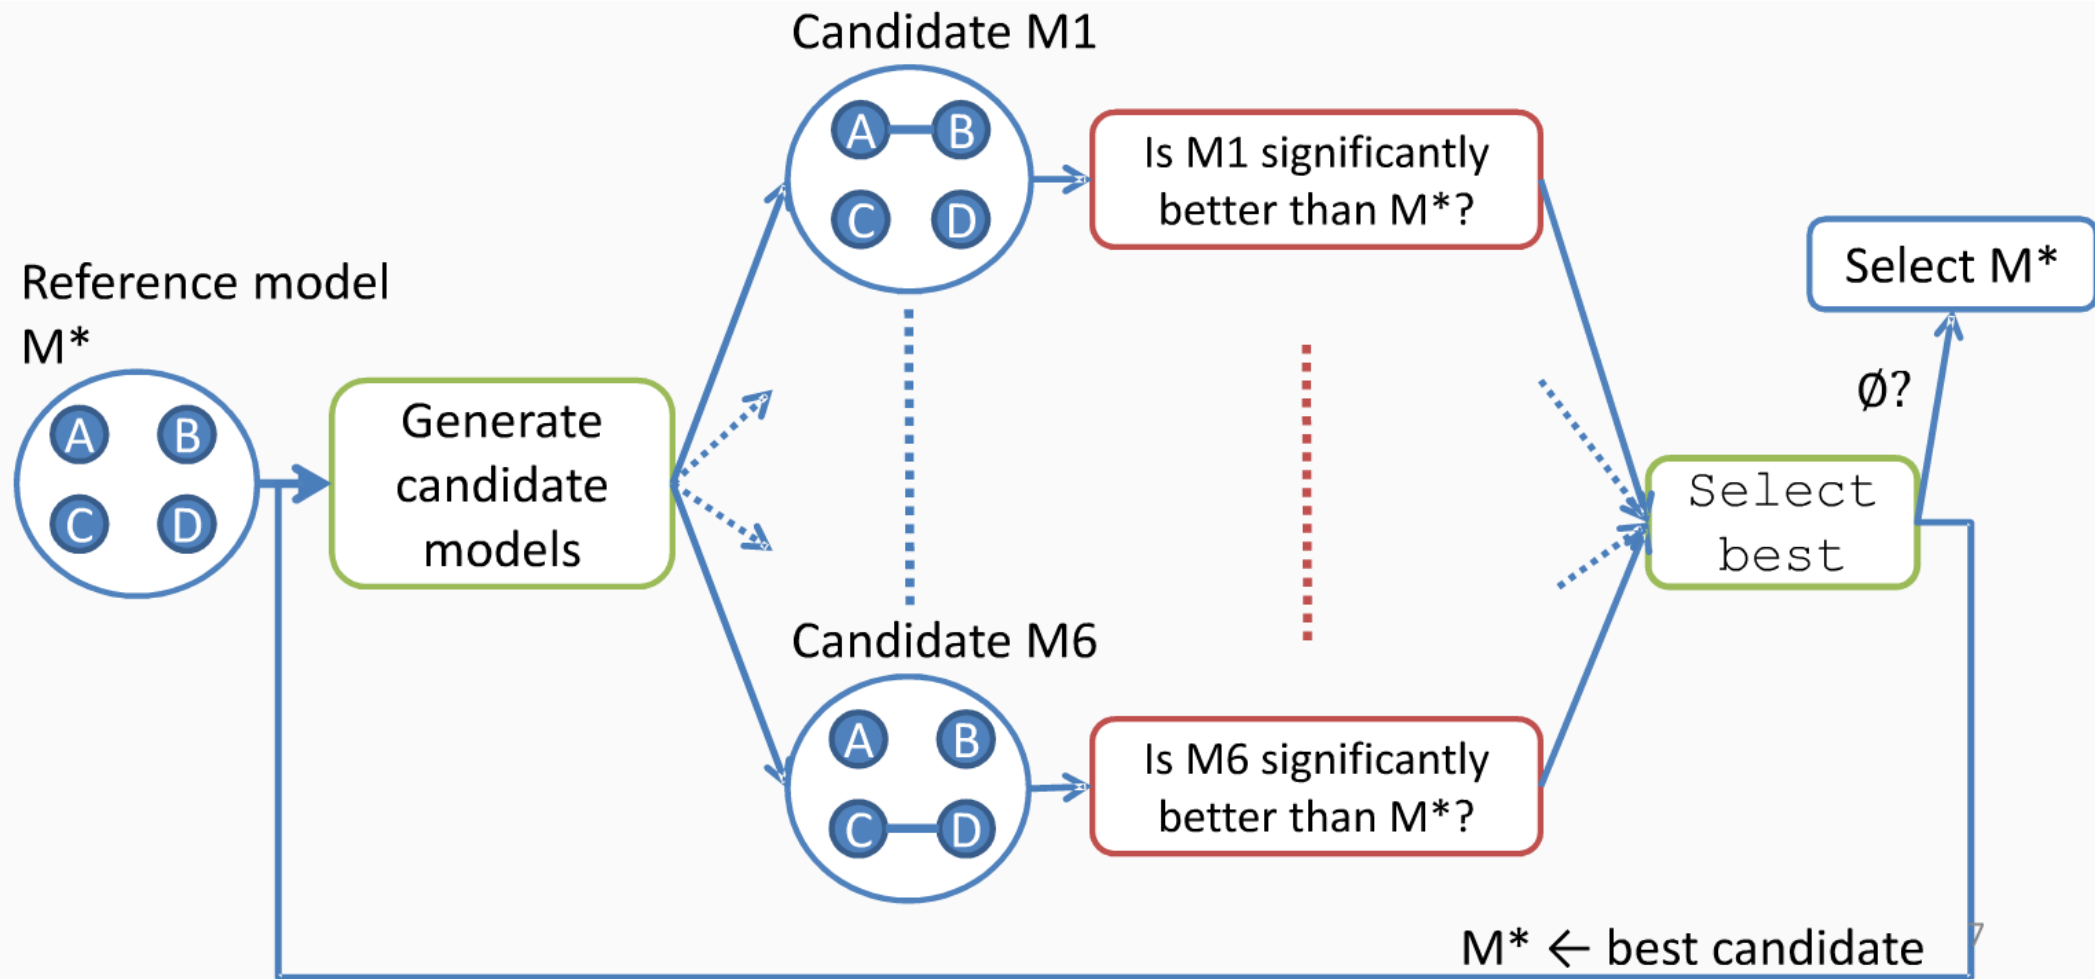 Candidate M1
A B
C D
Is M1 significantly
better than M*?
Reference model
M*
A B
C D
Generate
candidate
models
Select M*
Ø?
Select
best
Candidate M6
A B
C D
Is M6 significantly
better than M*?
M* ← best candidate
7